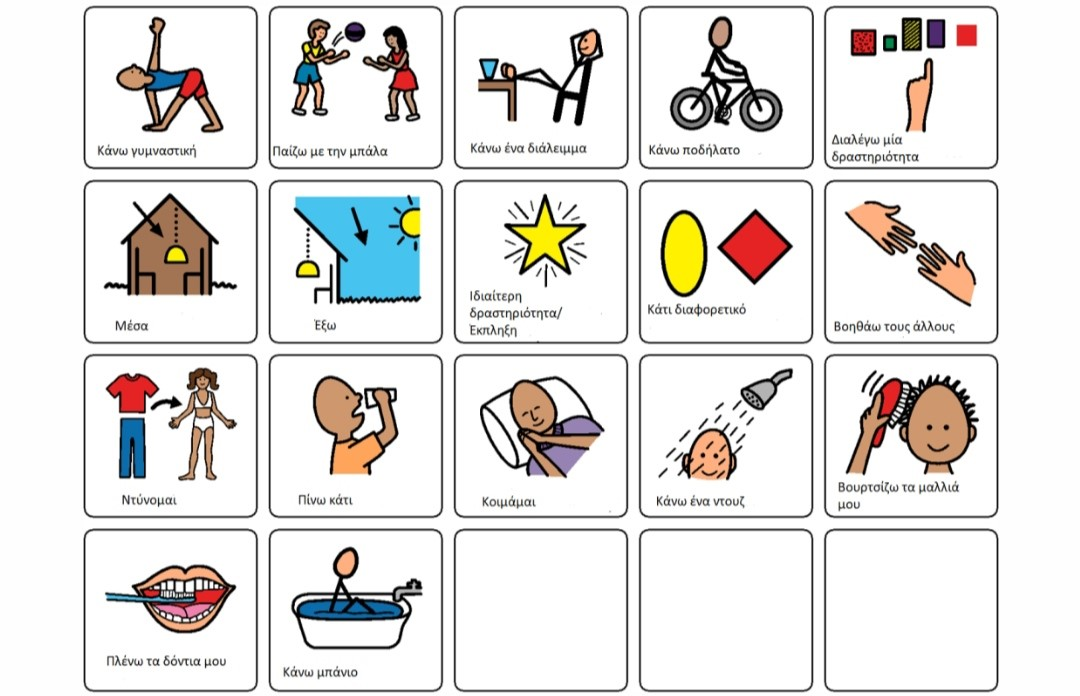 Κάνω γυμναστική
Παίζω με την μπάλα
Κάνω ένα διάλειμμα
Κάνω ποδήλατο
Διαλέγω μία
δραστηριότητα
Μέσα
Έξω
Ιδιαίτερη
δραστηριότητα/
Έκπληξη
Κάτι διαφορετικό
Βοηθάω τους άλλους
Ντύνομαι
Πίνω κάτι
Κοιμάμαι
Κάνω ένα ντουζ
Βουρτσίζω τα μαλλιά
μου
Πλένω τα δόντια μου
Κάνω μπάνιο